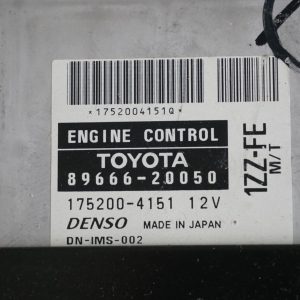 *1752004151Q*
ENGINE CONTROL
TOYOTA
89666-20050
175200-4151 12V
DENSO MADE IN JAPAN
DN-IMS-002
1ZZ-FE
M/T